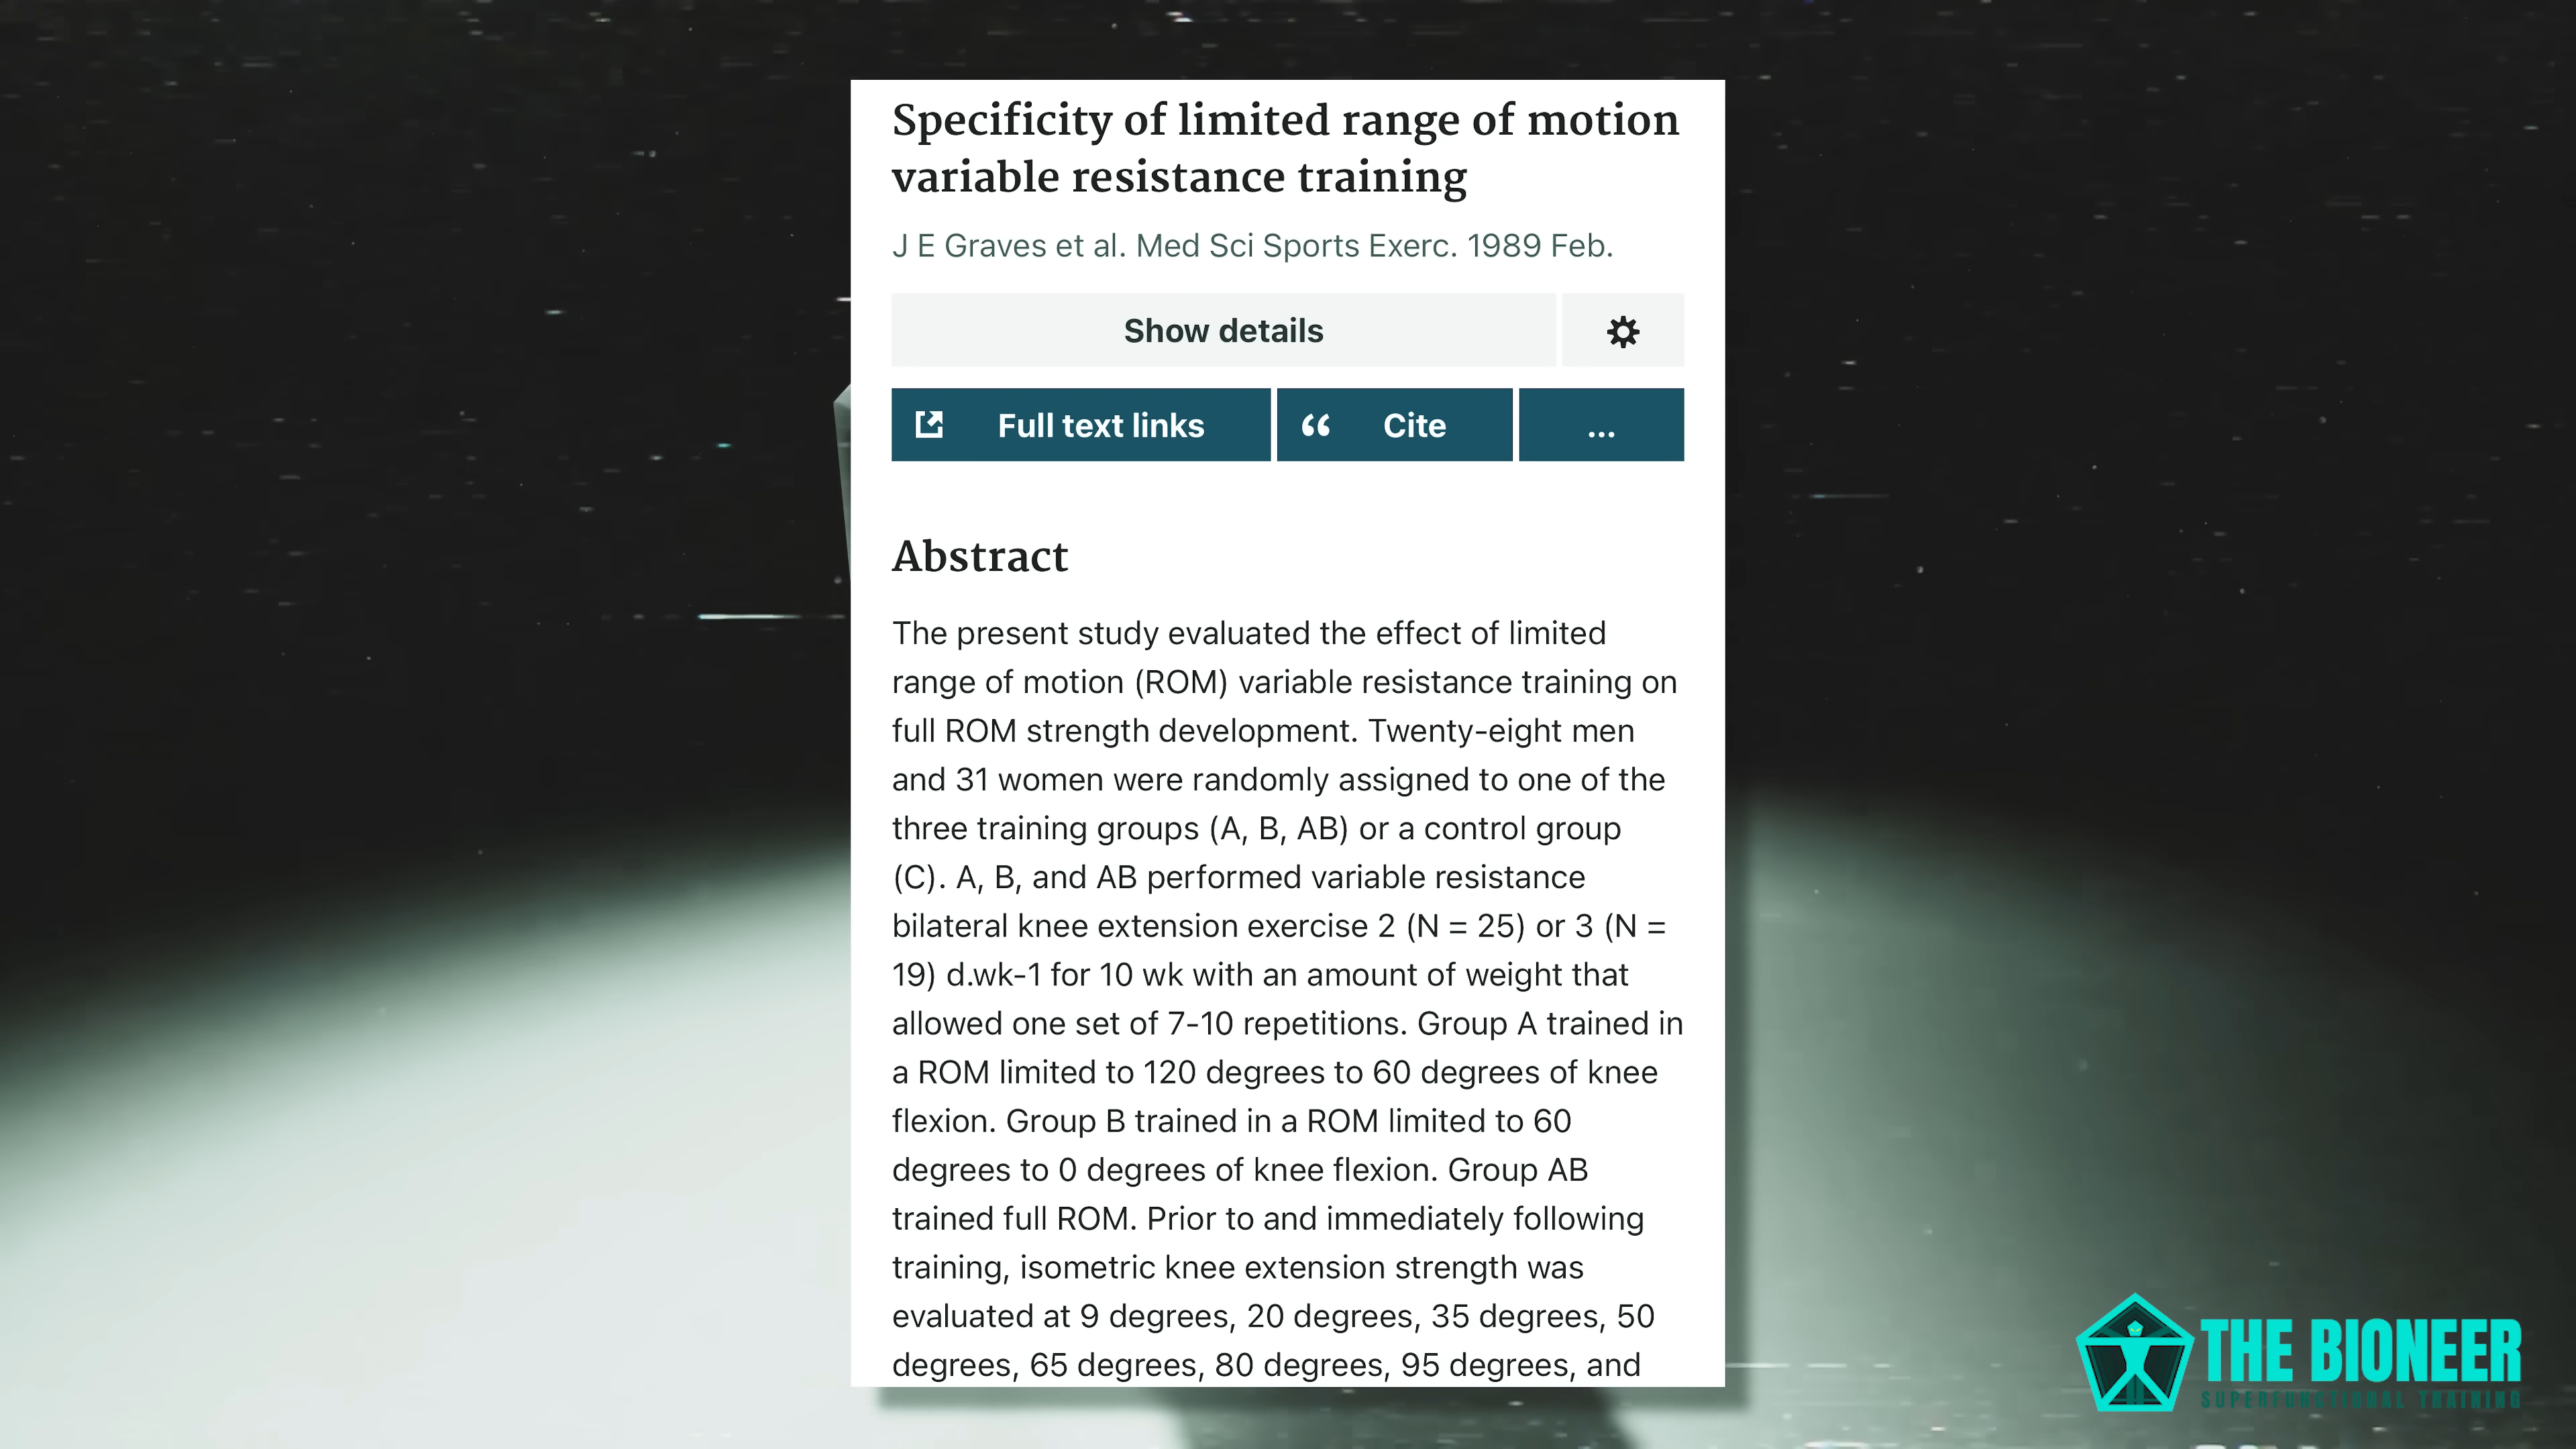 Specificity of limited range of motion
variable resistance training
J E Graves et al. Med Sci Sports Exerc. 1989 Feb.
Show details
Full text links
Cite
...
Abstract
The present study evaluated the effect of limited
range of motion (ROM) variable resistance training on
full ROM strength development. Twenty-eight men
and 31 women were randomly assigned to one of the
three training groups (A, B, AB) or a control group
(C). A, B, and AB performed variable resistance
bilateral knee extension exercise 2 (N = 25) or 3 (N =
19) d.wk-1 for 10 wk with an amount of weight that
allowed one set of 7-10 repetitions. Group A trained in
a ROM limited to 120 degrees to 60 degrees of knee
flexion. Group B trained in a ROM limited to 60
degrees to 0 degrees of knee flexion. Group AB
trained full ROM. Prior to and immediately following
training, isometric knee extension strength was
evaluated at 9 degrees, 20 degrees, 35 degrees, 50
degrees, 65 degrees, 80 degrees, 95 degrees, and
THE BIONEER
SUPERFUNCTIONAL TRAINING